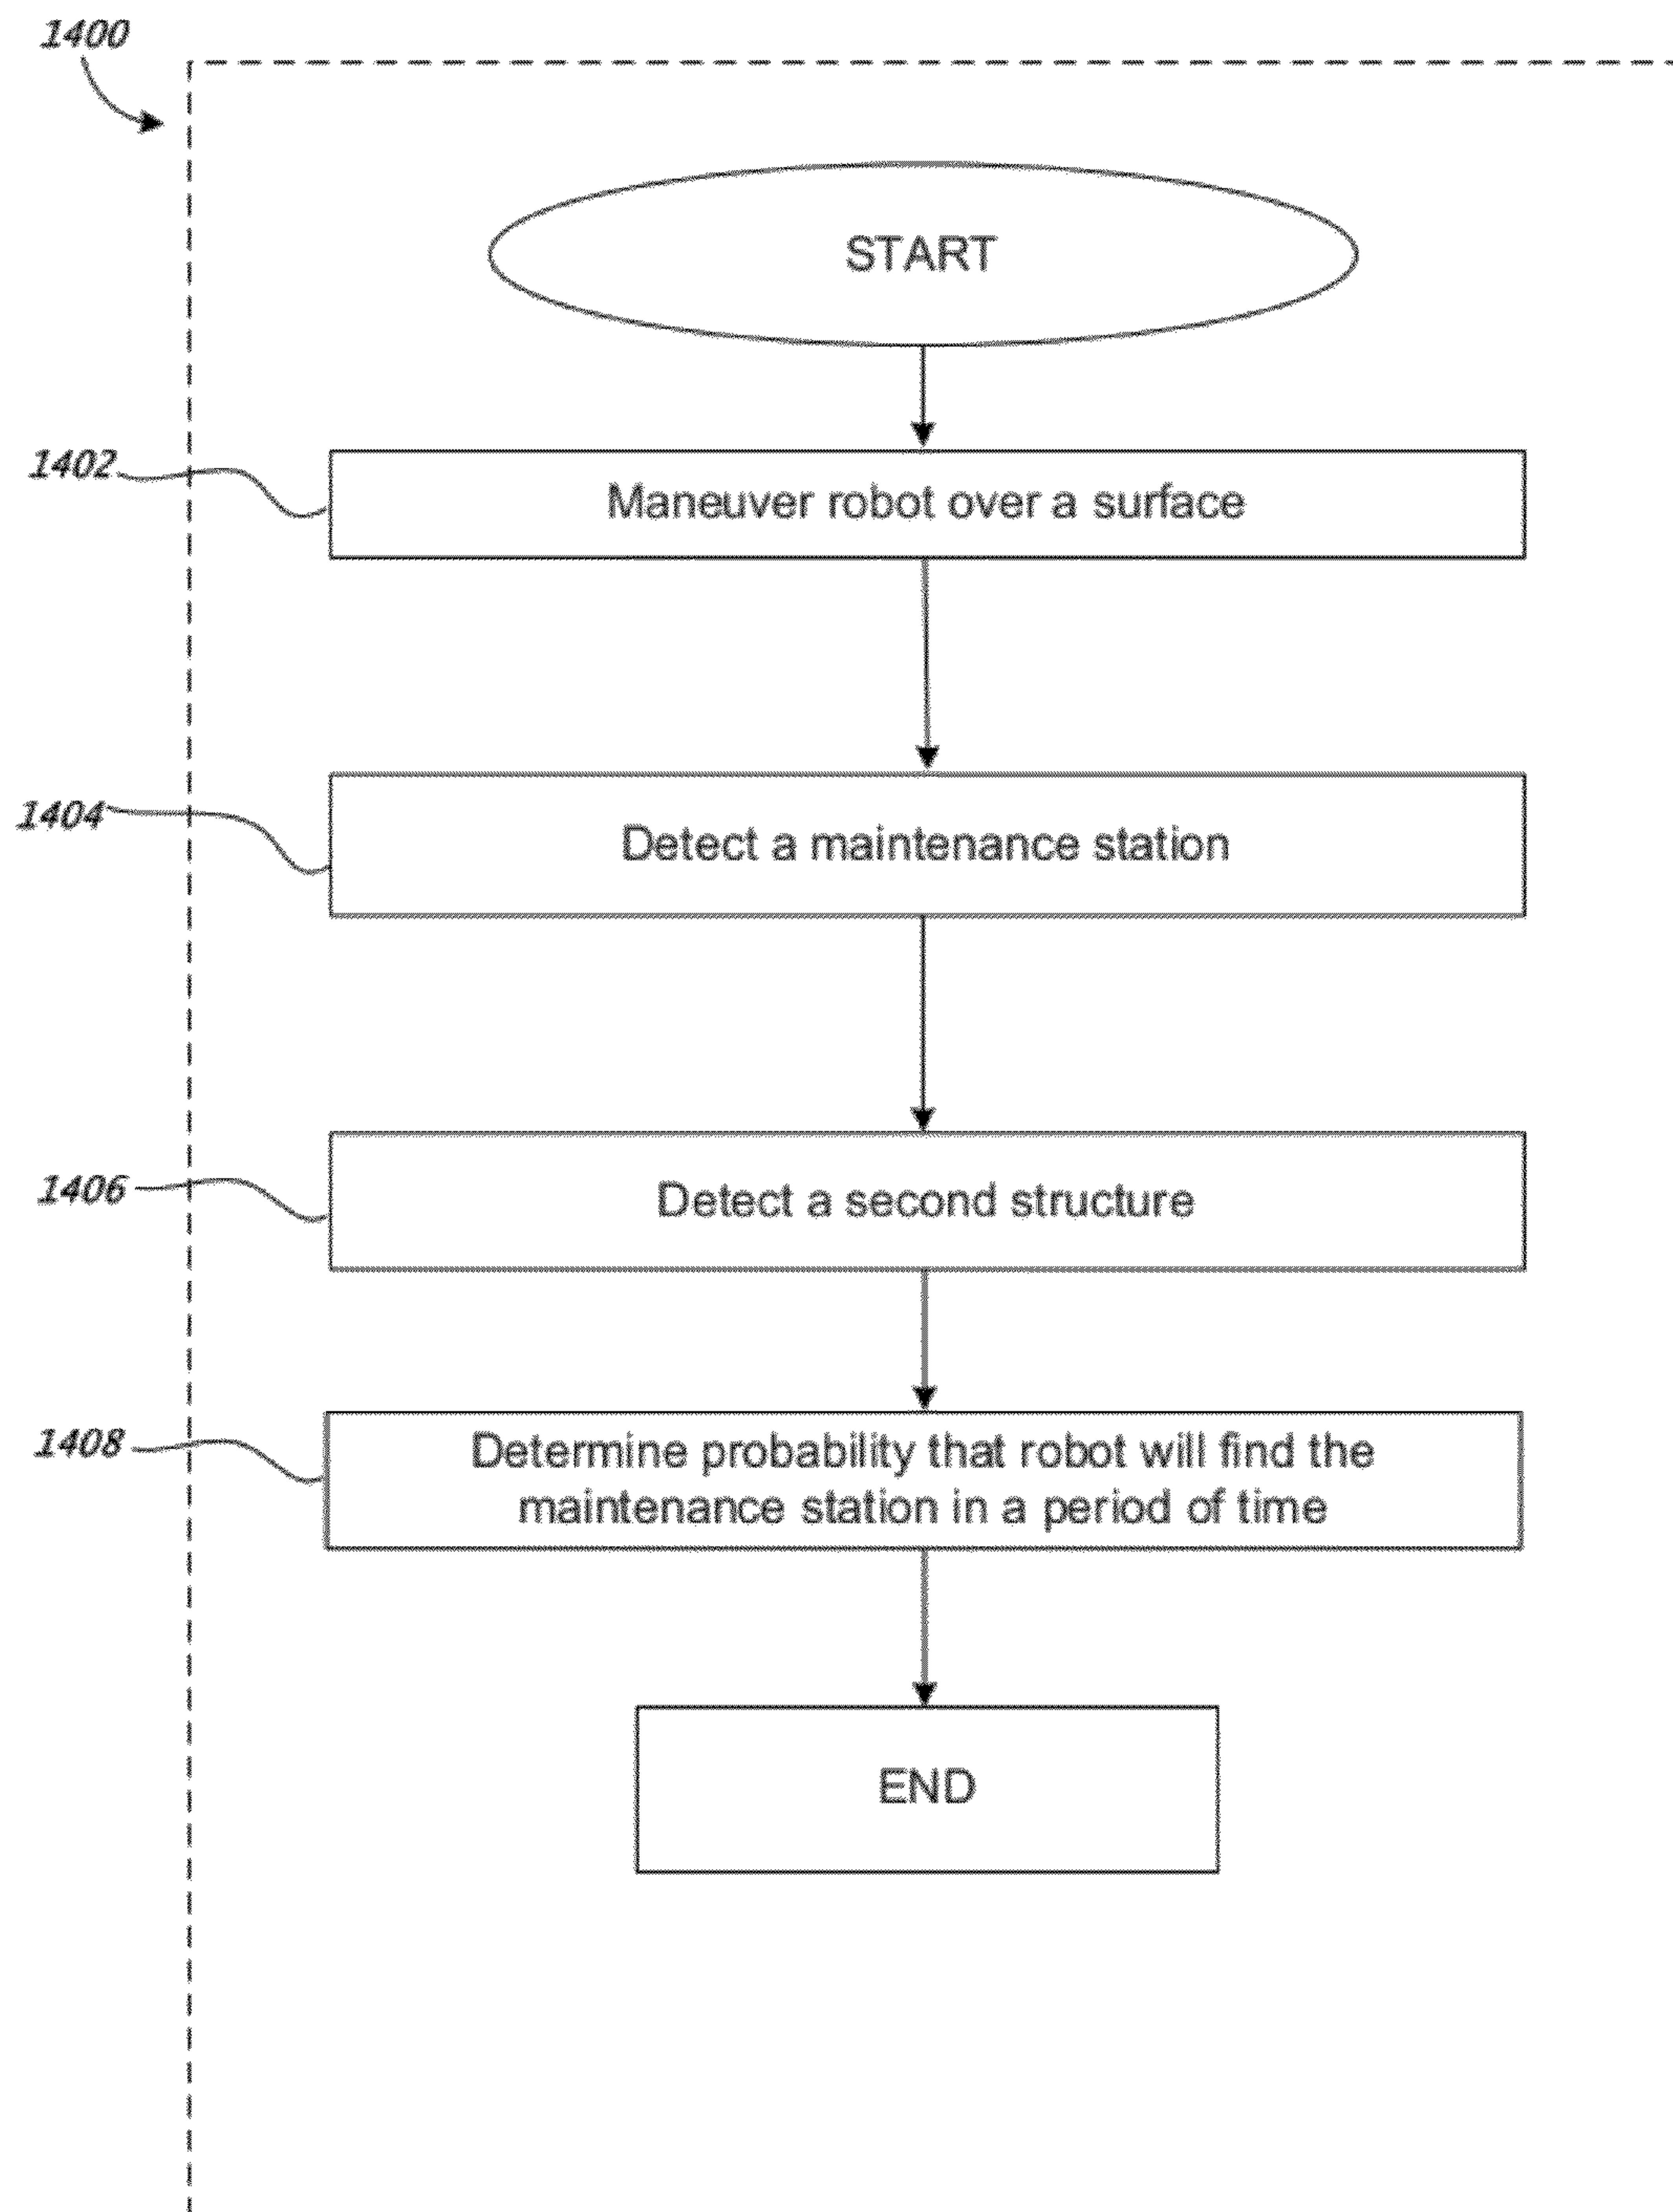 1400
START
1402
Maneuver robot over a surface
1404
Detect a maintenance station
1406
Detect a second structure
1408
Determine probability that robot will find the
maintenance station in a period of time
END